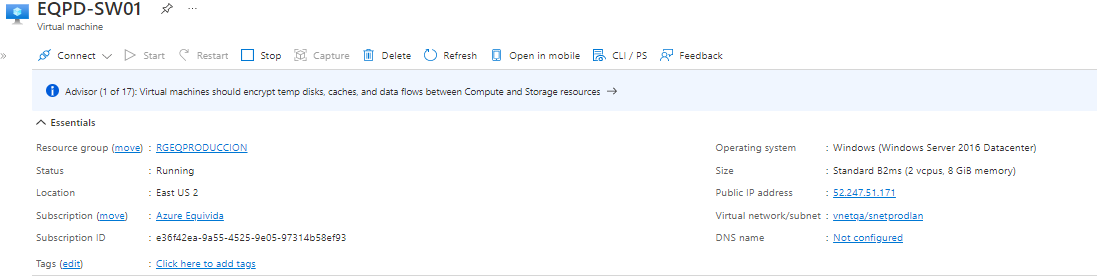 EQPD-SW01
Virtual machine
Connect Start Restart Stop Capture Delete Refresh Open in mobile CLI / PS Feedback
Advisor (1 of 17): Virtual machines should encrypt temp disks, caches, and data flows between Compute and Storage resources
Essentials
Resource group (move) : RGEQPRODUCCION
Operating system : Windows (Windows Server 2016 Datacenter)
Status : Running
Size : Standard B2ms (2 vcpus, 8 GiB memory)
Location : East US 2
Public IP address : 52.247.51.171
Subscription (move) : Azure Equivida
Virtual network/subnet : vnetqa/snetprodlan
Subscription ID : e36f42ea-9a55-4525-9e05-97314b58ef93
DNS name : Not configured
Tags (edit) : Click here to add tags